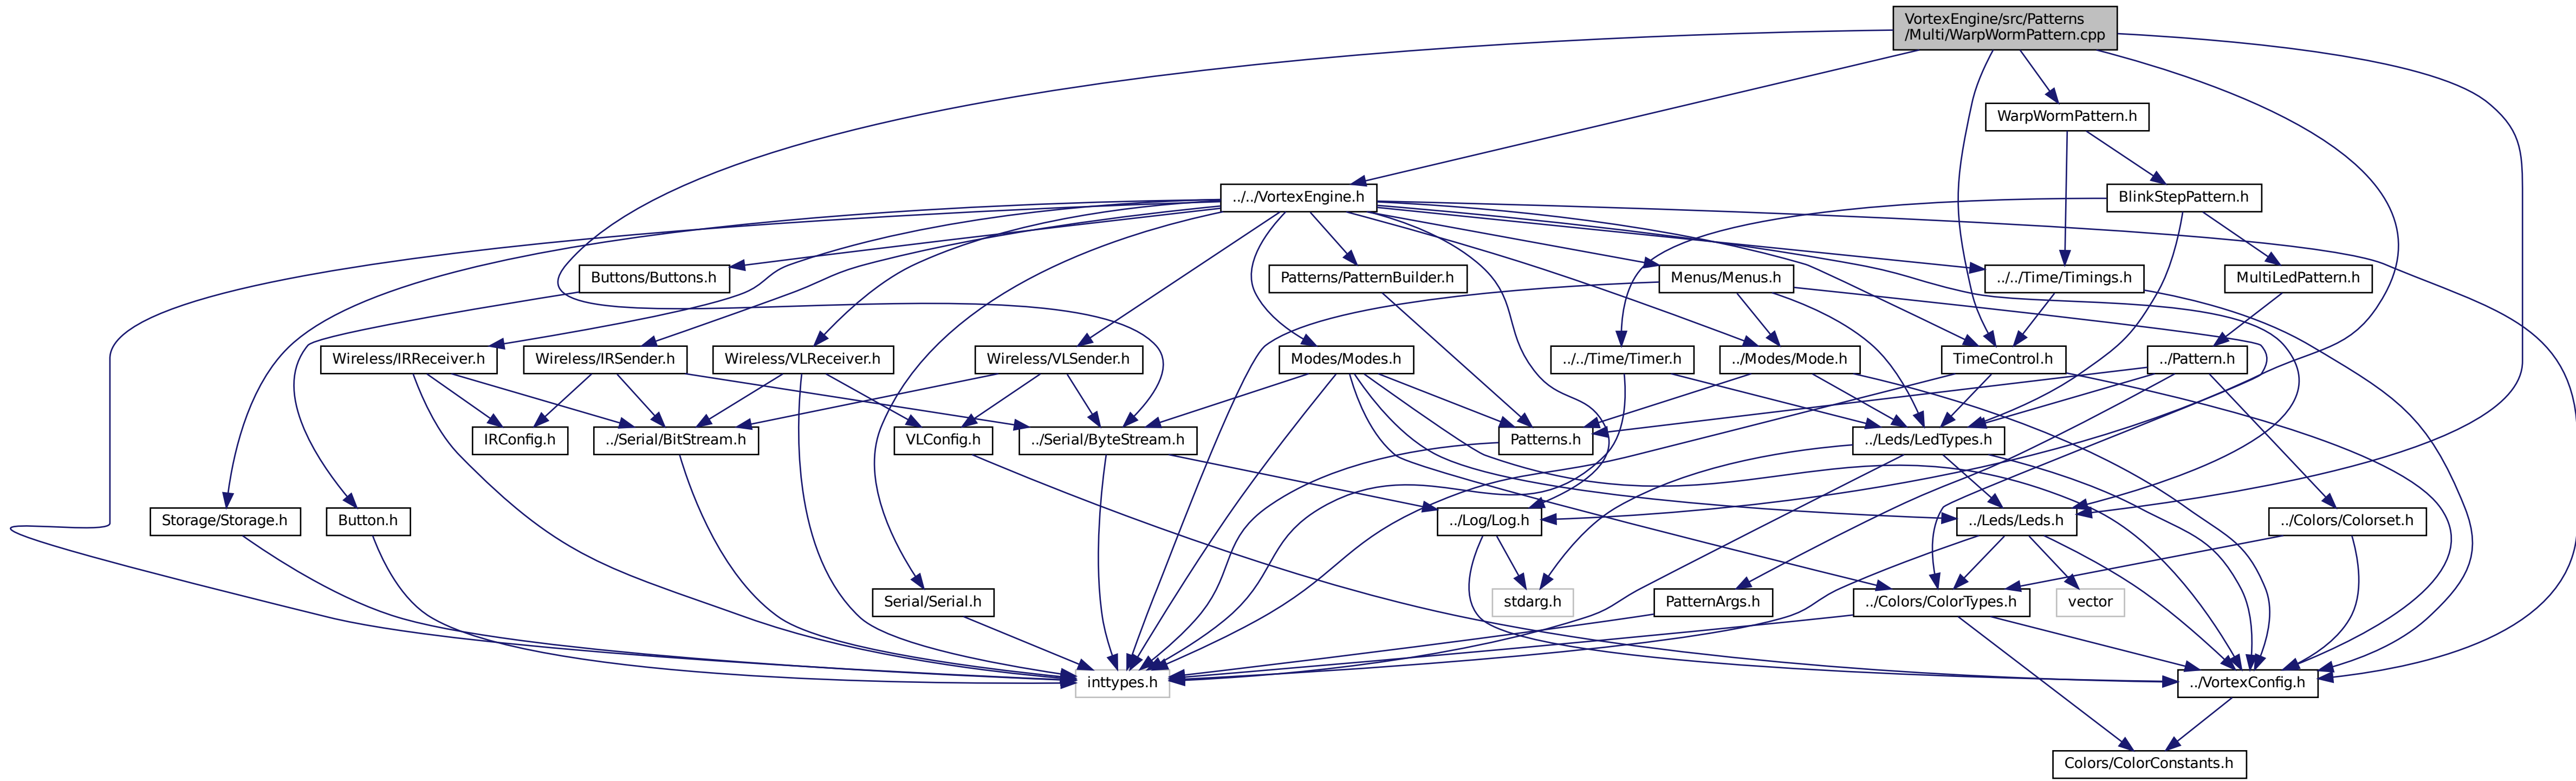 VortexEngine/src/Patterns
/Multi/WarpWormPattern.cpp
WarpWormPattern.h
../../VortexEngine.h
BlinkStepPattern.h
Buttons/Buttons.h
Patterns/PatternBuilder.h
Menus/Menus.h
../../Time/Timings.h
MultiLedPattern.h
Wireless/IRReceiver.h
Wireless/IRSender.h
Wireless/VLReceiver.h
Wireless/VLSender.h
Modes/Modes.h
../../Time/Timer.h
../Modes/Mode.h
TimeControl.h
../Pattern.h
IRConfig.h
../Serial/BitStream.h
VLConfig.h
../Serial/ByteStream.h
Patterns.h
../Leds/LedTypes.h
Storage/Storage.h
Button.h
../Log/Log.h
../Leds/Leds.h
../Colors/Colorset.h
Serial/Serial.h
stdarg.h
PatternArgs.h
../Colors/ColorTypes.h
vector
inttypes.h
../VortexConfig.h
Colors/ColorConstants.h